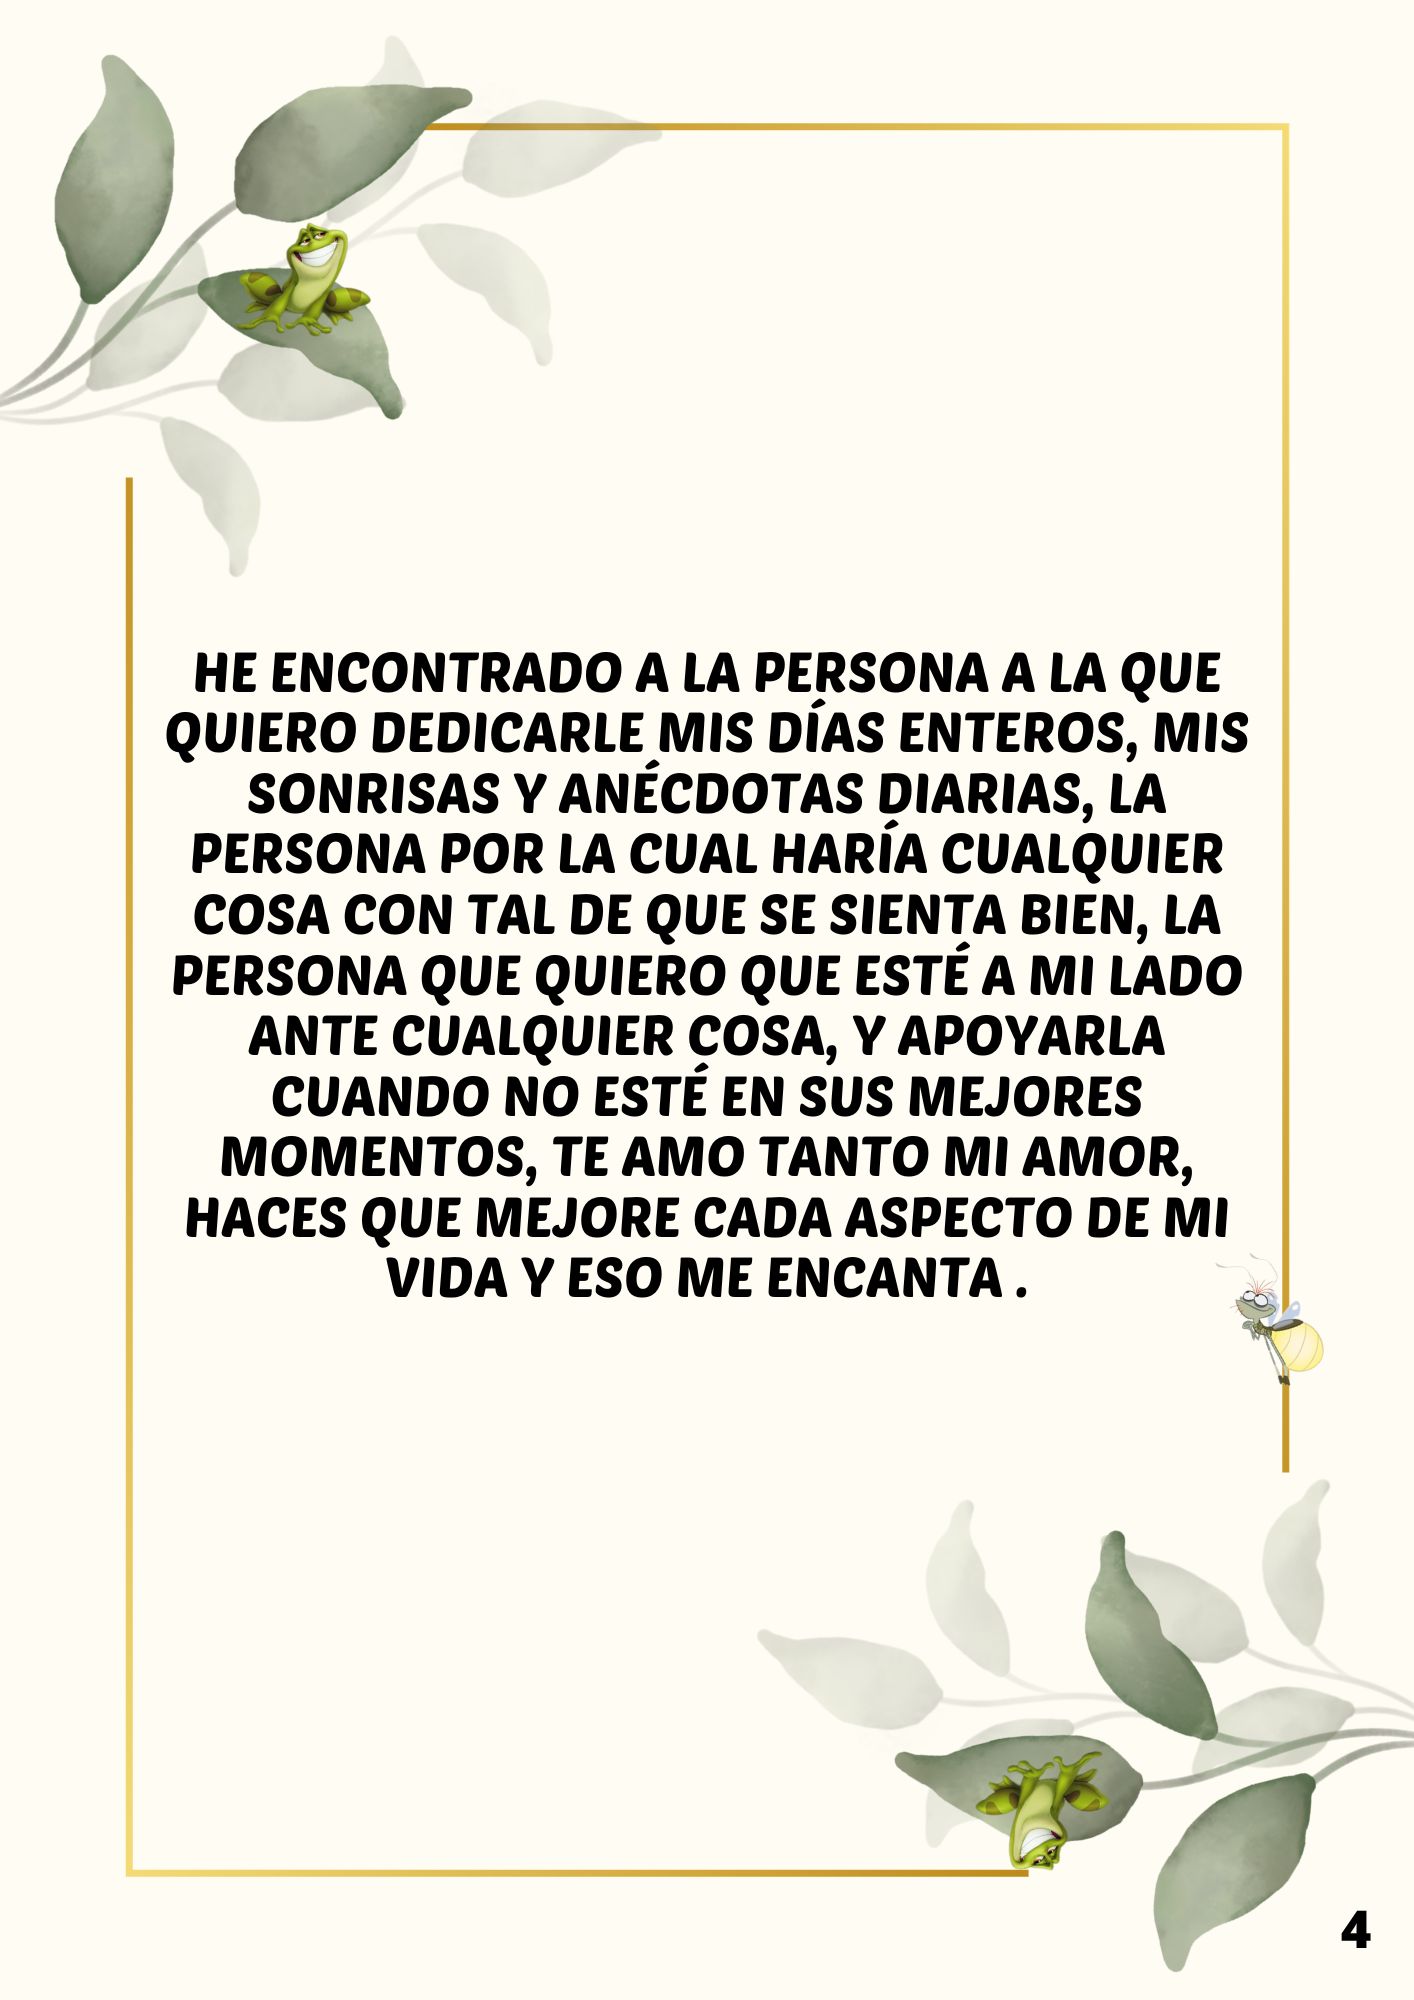 HE ENCONTRADO A LA PERSONA A LA QUE
QUIERO DEDICARLE MIS DÍAS ENTEROS, MIS
SONRISAS Y ANÉCDOTAS DIARIAS, LA
PERSONA POR LA CUAL HARÍA CUALQUIER
COSA CON TAL DE QUE SE SIENTA BIEN, LA
PERSONA QUE QUIERO QUE ESTÉ A MI LADO
ANTE CUALQUIER COSA, Y APOYARLA
CUANDO NO ESTÉ EN SUS MEJORES
MOMENTOS, TE AMO TANTO MI AMOR,
HACES QUE MEJORE CADA ASPECTO DE MI
VIDA Y ESO ME ENCANTA .
4